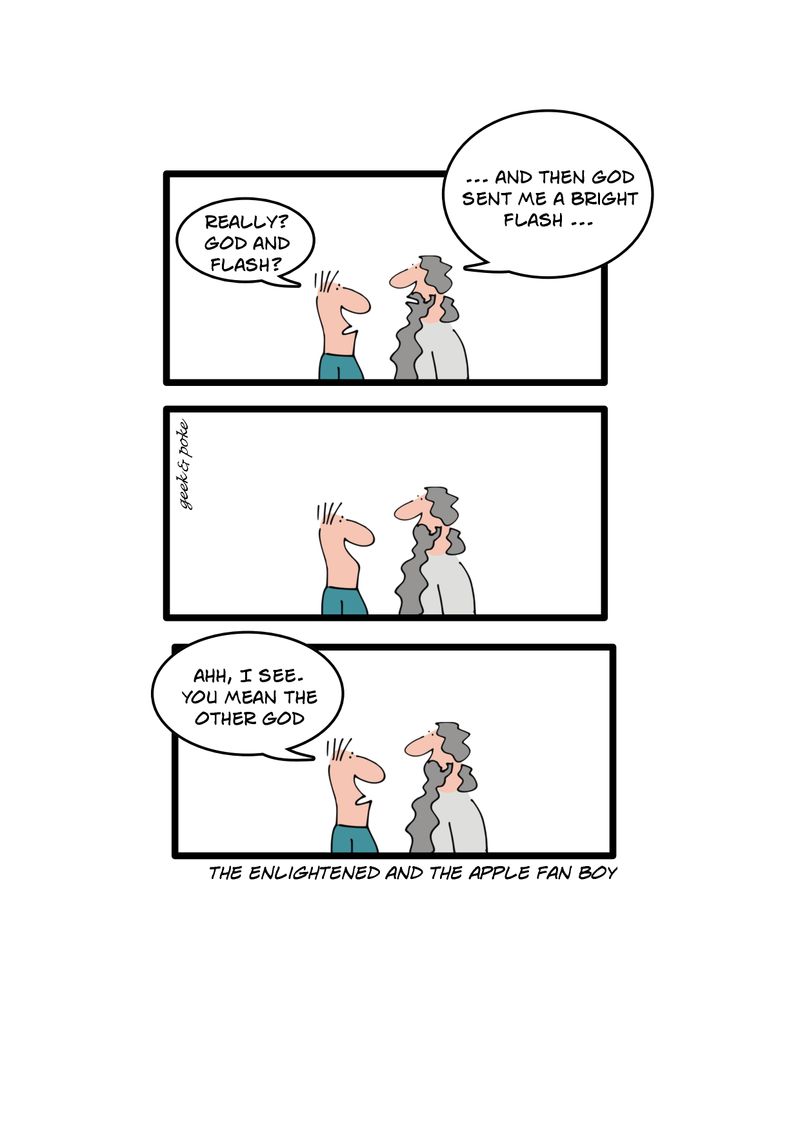 ... AND THEN GOD
SENT ME A BRIGHT
FLASH ...
REALLY?
GOD AND
FLASH?
geek & poke
AHH, I SEE.
YOU MEAN THE
OTHER GOD
THE ENLIGHTENED AND THE APPLE FAN BOY